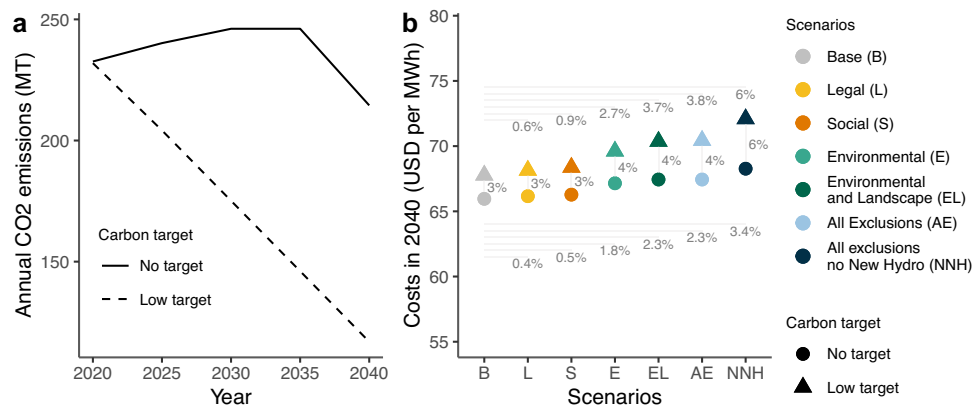 a
Annual CO2 emissions (MT)
250
200
150
Carbon target
No target
Low target
2020 2025 2030 2035 2040
Year
b
Costs in 2040 (USD per MWh)
80
75
70
65
60
55
0.6% 0.9% 2.7% 3.7% 3.8% 6%
3% 3% 3% 4% 4% 4% 6%
0.4% 0.5% 1.8% 2.3% 2.3% 3.4%
B L S E EL AE NNH
Scenarios
Scenarios
Base (B)
Legal (L)
Social (S)
Environmental (E)
Environmental
and Landscape (EL)
All Exclusions (AE)
All exclusions
no New Hydro (NNH)
Carbon target
No target
Low target